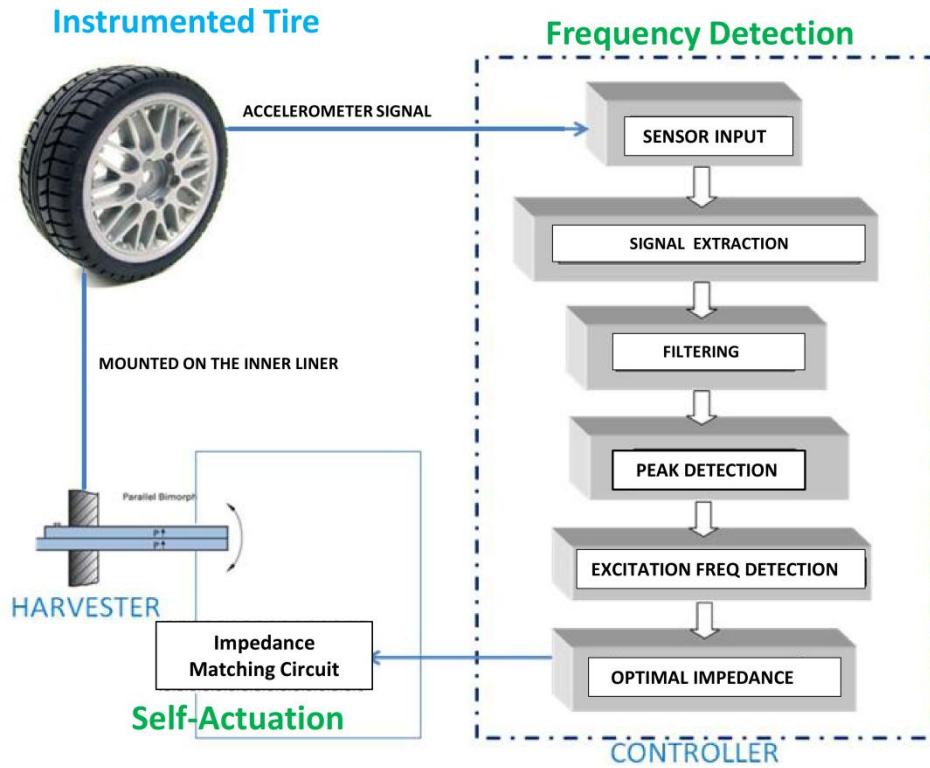 Instrumented Tire
Frequency Detection
ACCELEROMETER SIGNAL
SENSOR INPUT
SIGNAL EXTRACTION
FILTERING
MOUNTED ON THE INNER LINER
PEAK DETECTION
Parallel Bimorph
P
P
EXCITATION FREQ DETECTION
HARVESTER
Impedance
Matching Circuit
OPTIMAL IMPEDANCE
Self-Actuation
CONTROLLER